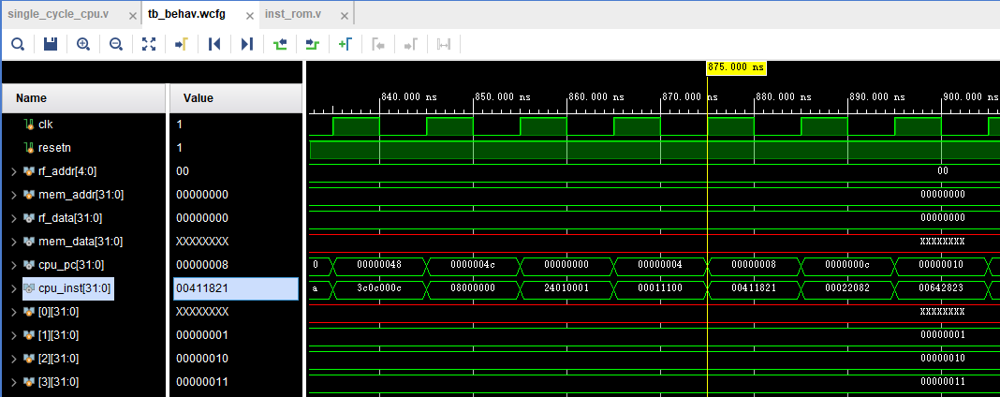 single_cycle_cpu.v × tb_behav.wcfg × inst_rom.v ×
875.000 ns
Name Value
840.000 ns 850.000 ns 860.000 ns 870.000 ns 880.000 ns 890.000 ns 900.000 ns
clk 1
resetn 1
rf_addr[4:0] 00 00
mem_addr[31:0] 00000000 00000000
rf_data[31:0] 00000000 00000000
mem_data[31:0] XXXXXXXX XXXXXXXX
cpu_pc[31:0] 00000008 0 00000048 0000004c 00000000 00000004 00000008 0000000c 00000010
cpu_inst[31:0] 00411821 a 3c0c000c 08000000 24010001 00011100 00411821 00022082 00642823
[0][31:0] XXXXXXXX XXXXXXXX
[1][31:0] 00000001 00000001
[2][31:0] 00000010 00000010
[3][31:0] 00000011 00000011